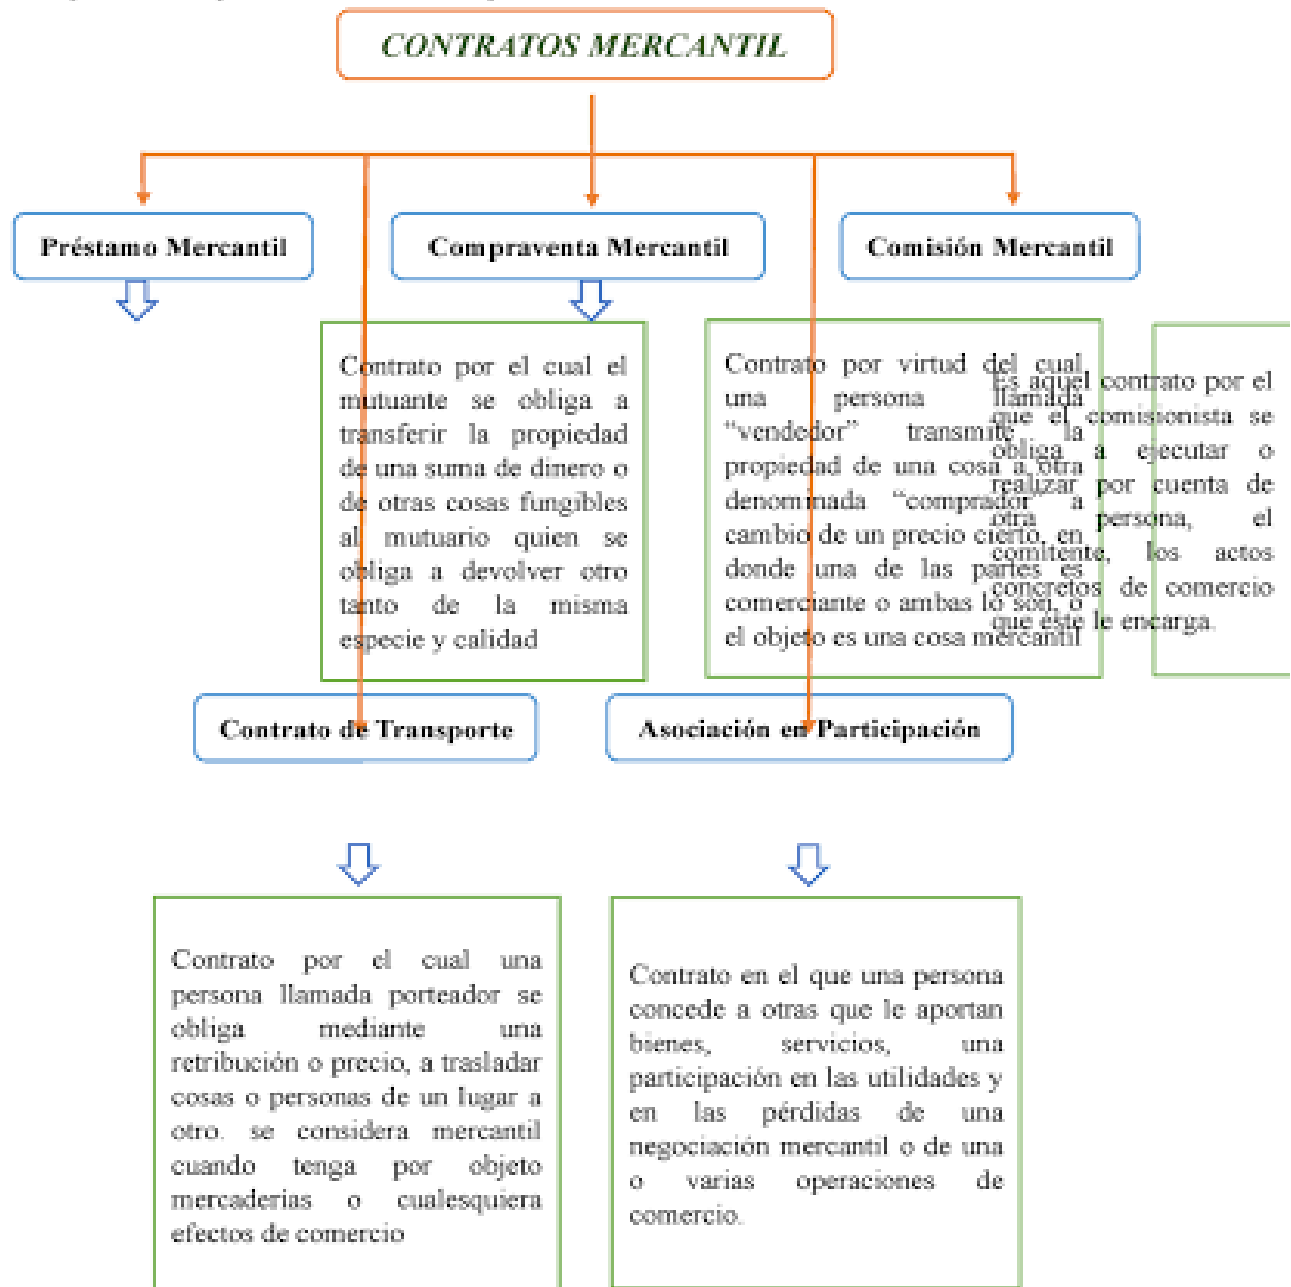 CONTRATOS MERCANTIL
Préstamo Mercantil
Compraventa Mercantil
Comisión Mercantil
Contrato por el cual el
mutuante se obliga a
transferir la propiedad
de una suma de dinero o
de otras cosas fungibles
al mutuario quien se
obliga a devolver otro
tanto de la misma
especie y calidad
Contrato por virtud del cual
una persona llamada
“vendedor” transmite la
propiedad de una cosa a otra
denominada “comprador” a
cambio de un precio cierto, en
donde una de las partes es
comerciante o ambas lo son, o
el objeto es una cosa mercantil
Es aquel contrato por el
que el comisionista se
obliga a ejecutar o
realizar por cuenta de
otra persona, el
comitente, los actos
concretos de comercio
que éste le encarga.
Contrato de Transporte
Asociación en Participación
Contrato por el cual una
persona llamada porteador se
obliga mediante una
retribución o precio, a trasladar
cosas o personas de un lugar a
otro. se considera mercantil
cuando tenga por objeto
mercaderías o cualesquiera
efectos de comercio
Contrato en el que una persona
concede a otras que le aportan
bienes, servicios, una
participación en las utilidades y
en las pérdidas de una
negociación mercantil o de una
o varias operaciones de
comercio.